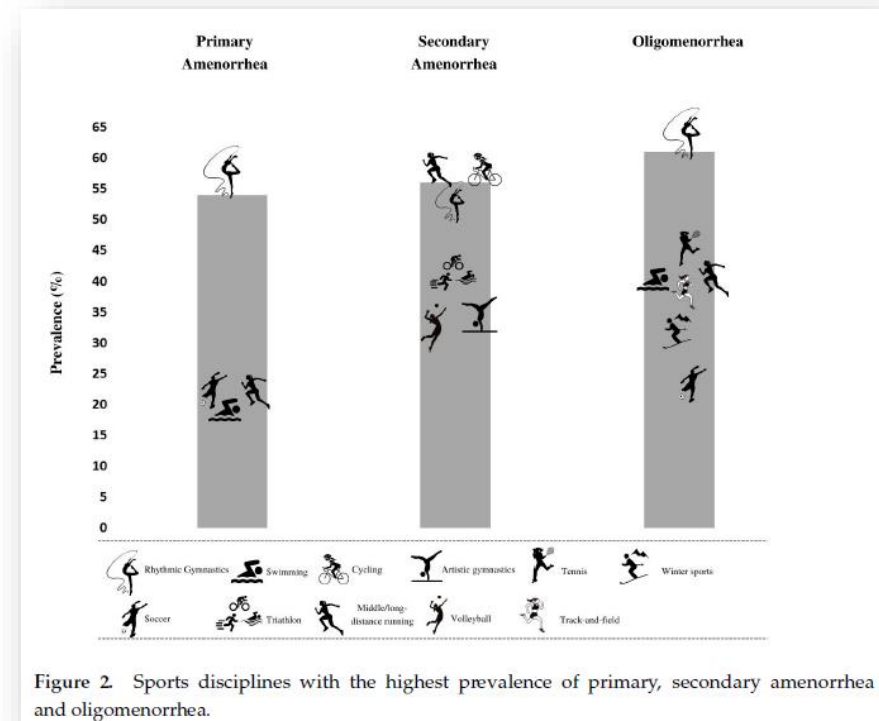 Primary
Amenorrhea
Secondary
Amenorrhea
Oligomenorrhea
Prevalence (%)
65
60
55
50
45
40
35
30
25
20
15
10
5
0
Rhythmic Gymnastics
Swimming
Cycling
Artistic gymnastics
Tennis
Winter sports
Soccer
Triathlon
Middle/long-
distance running
Volleyball
Track-and-field
Figure 2. Sports disciplines with the highest prevalence of primary, secondary amenorrhea
and oligomenorrhea.